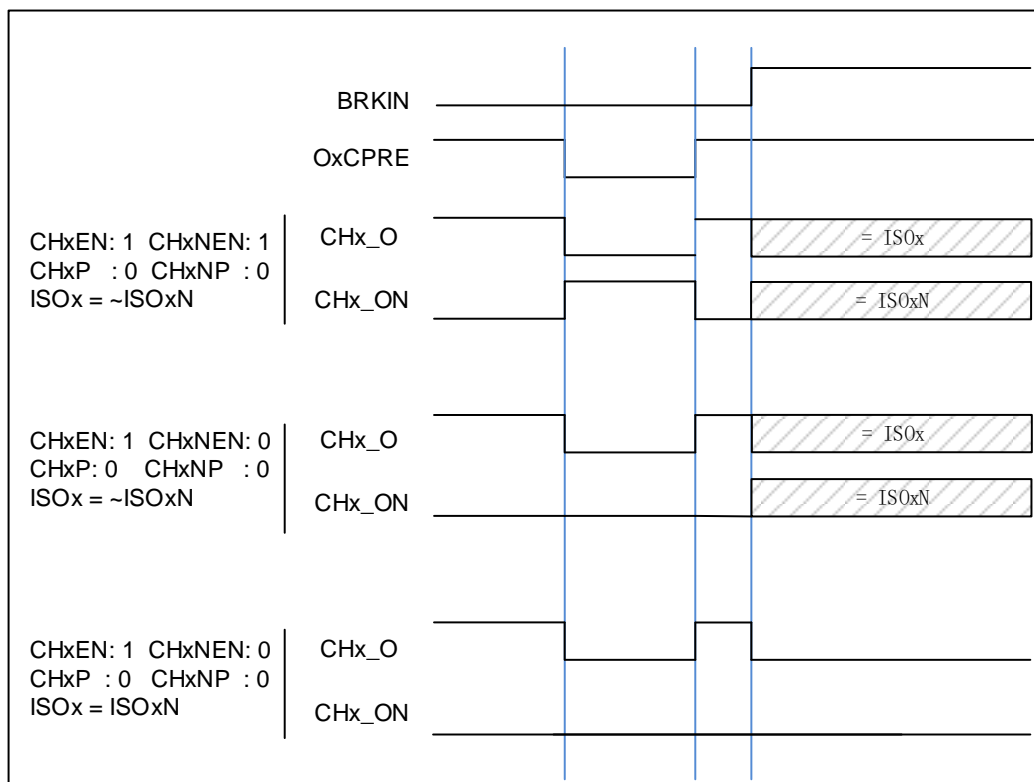 BRKIN
OxCPRE
CHxEN: 1 CHxNEN: 1
CHxP : 0 CHxNP : 0
ISOx = ~ISOxN
CHx_O
= ISOx
CHx_ON
= ISOxN
CHxEN: 1 CHxNEN: 0
CHxP: 0 CHxNP : 0
ISOx = ~ISOxN
CHx_O
= ISOx
CHx_ON
= ISOxN
CHxEN: 1 CHxNEN: 0
CHxP : 0 CHxNP : 0
ISOx = ISOxN
CHx_O
CHx_ON